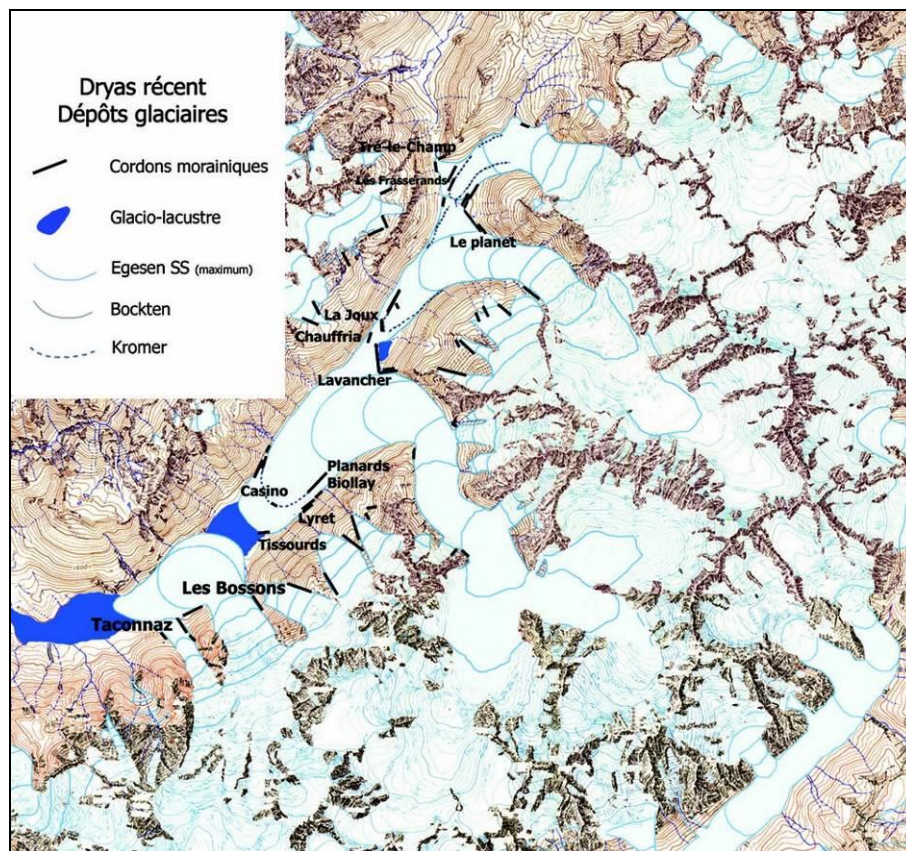 Dryas récent
Dépôts glaciaires
Cordons morainiques
Glacio-lacustre
Egesen SS (maximum)
Bockten
Kromer
Tré-le-Champ
Les Frasserands
Le planet
La Joux
Chauffria
Lavancher
Planards
Biollay
Casino
Lyret
Tissourds
Les Bossons
Taconnaz